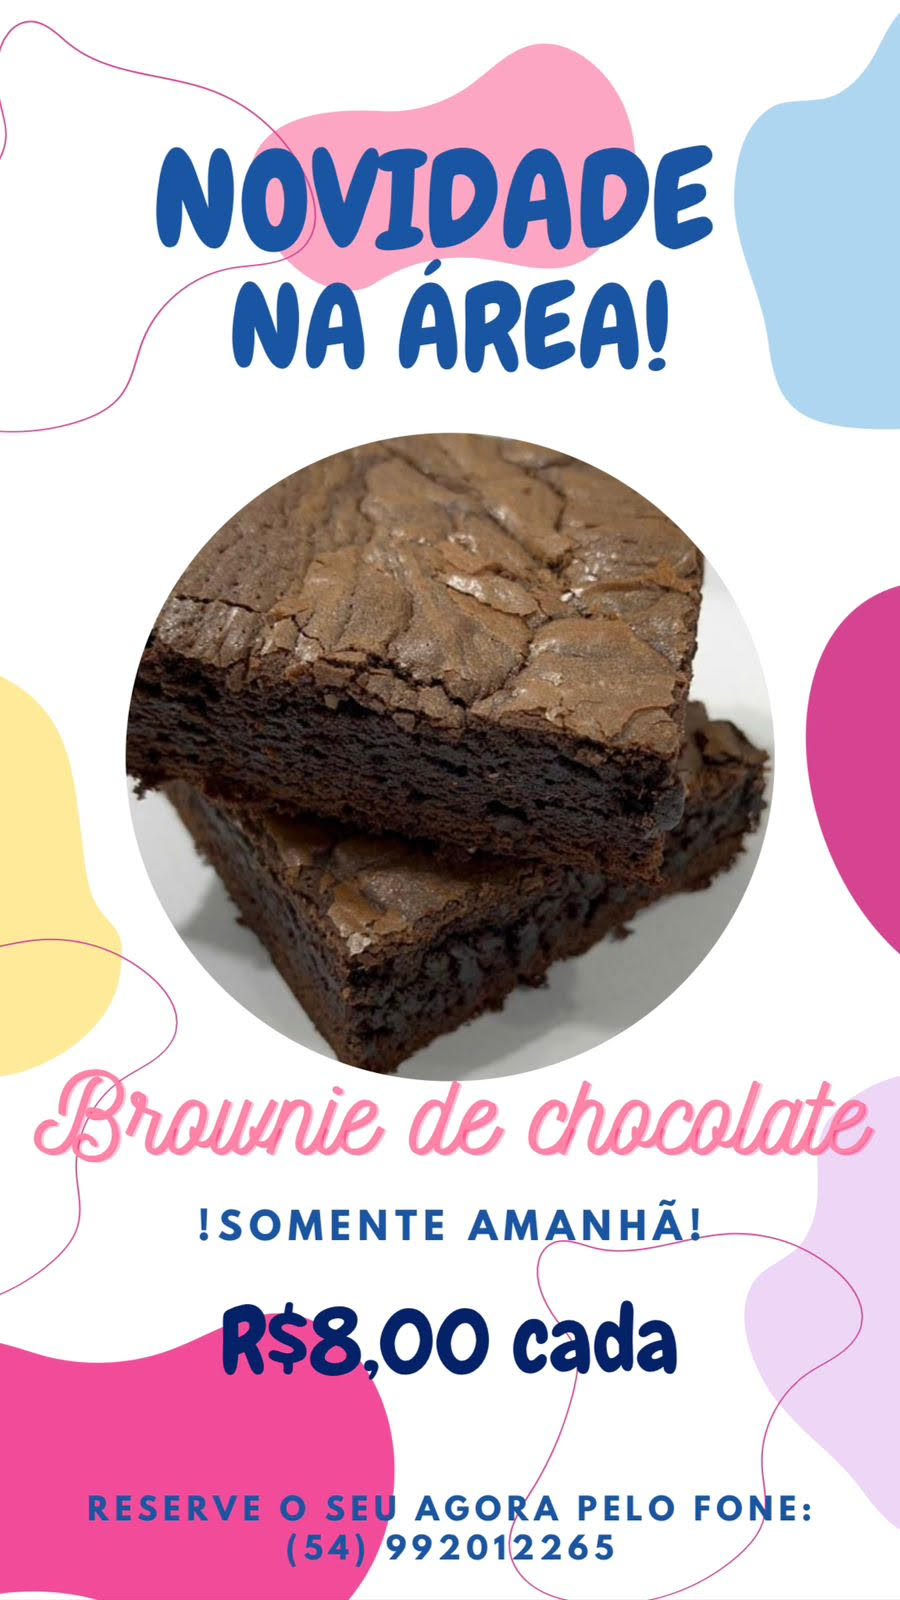 NOVIDADE
NA ÁREA!
Brownie de chocolate
!SOMENTE AMANHÃ!
R$8,00 cada
RESERVE O SEU AGORA PELO FONE:
(54) 992012265